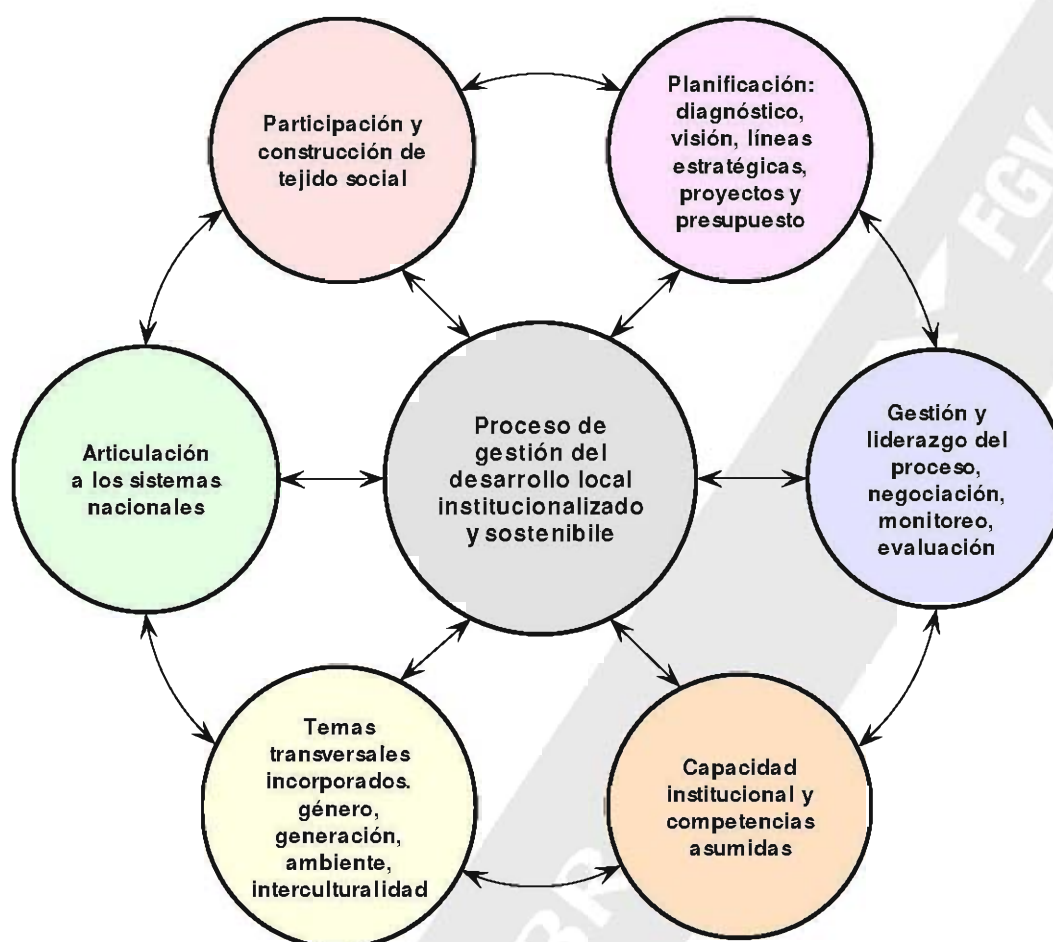 Participación y
construcción de
tejido social
Planificación:
diagnóstico,
visión, líneas
estratégicas,
proyectos y
presupuesto
Articulación
a los sistemas
nacionales
Proceso de
gestión del
desarrollo local
institucionalizado
y sostenibile
Gestión y
liderazgo del
proceso,
negociación,
monitoreo,
evaluación
Temas
transversales
incorporados.
género,
generación,
ambiente,
interculturalidad
Capacidad
institucional y
competencias
asumidas
FGV